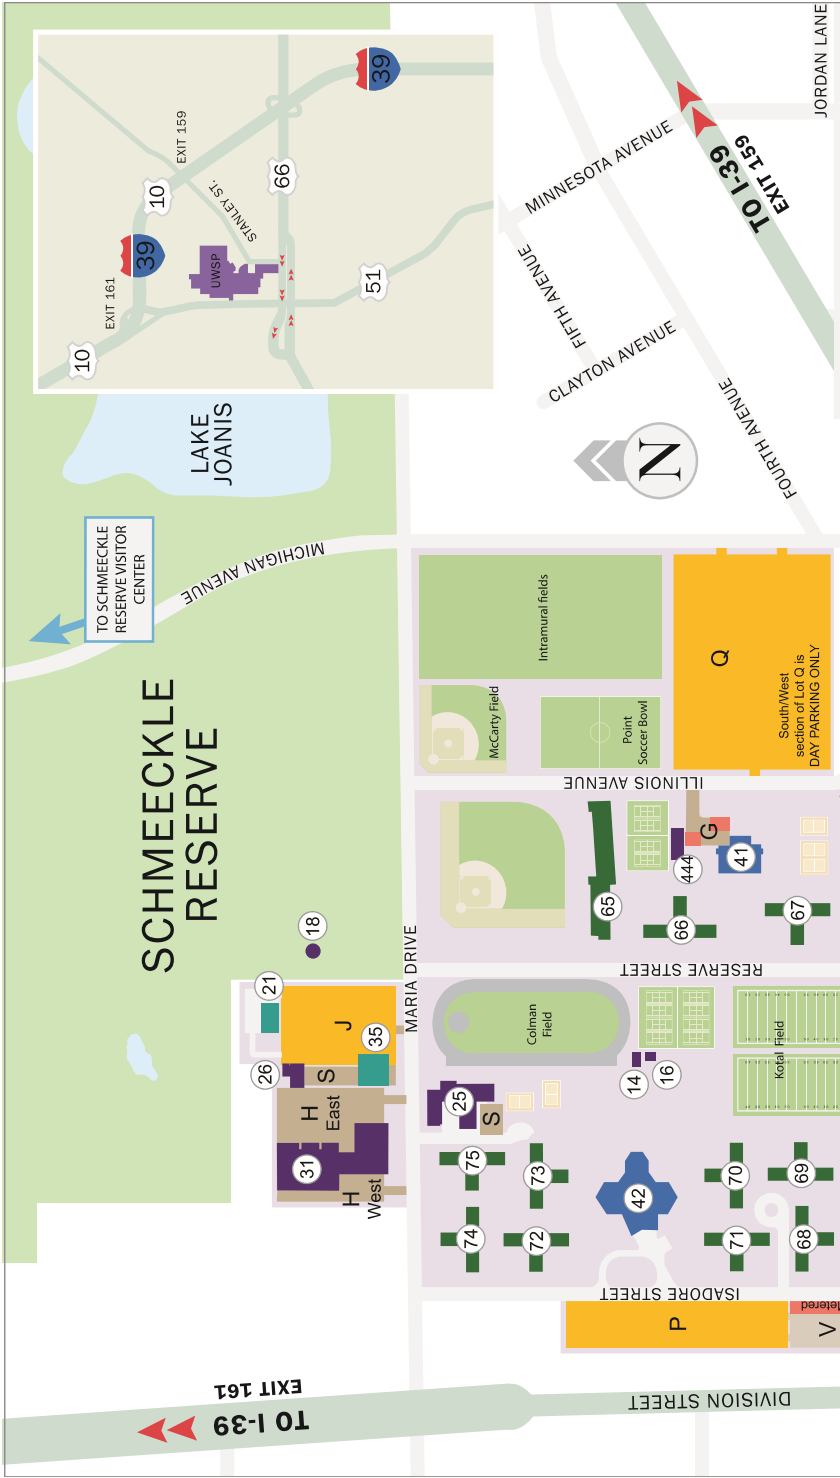 39
10
EXIT 159
66
STANLEY ST.
39
UWSP
EXIT 161
51
10
JORDAN LANE
MINNESOTA AVENUE
TO I-39
EXIT 159
FIFTH AVENUE
CLAYTON AVENUE
FOURTH AVENUE
N
LAKE
JOANIS
TO SCHMEECKLE
RESERVE VISITOR
CENTER
MICHIGAN AVENUE
SCHMEECKLE
RESERVE
Intramural fields
McCarty Field
Point
Soccer Bowl
Q
South/West
section of Lot Q is
DAY PARKING ONLY
ILLINOIS AVENUE
65
444
G
41
66
67
MARIA DRIVE
RESERVE STREET
18
21
J
35
26
S
H
East
31
H
West
Colman
Field
Kotal Field
14
16
25
S
75
73
42
70
69
74
72
71
68
ISADORE STREET
P
Metered
V
TO I-39
EXIT 161
DIVISION STREET